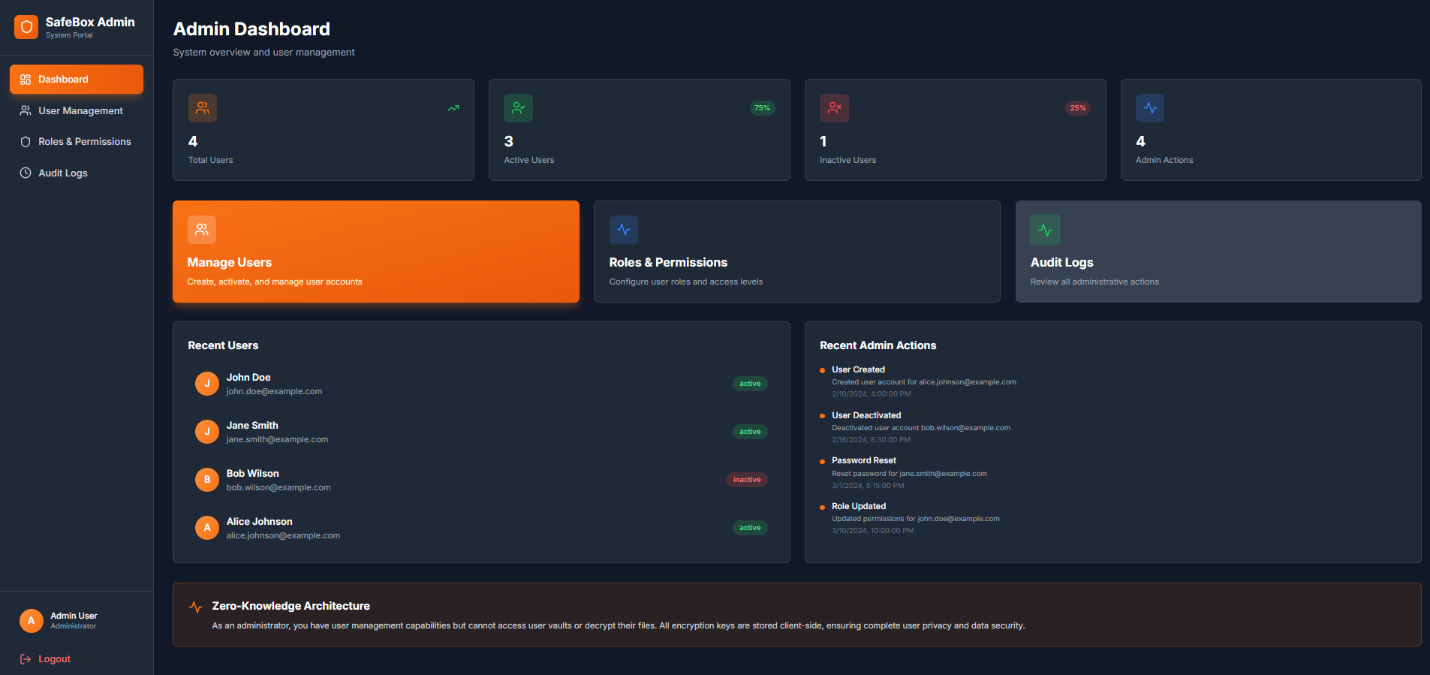 SafeBox Admin
System Portal
Dashboard
User Management
Roles & Permissions
Audit Logs
Admin User
A
Administrator
Logout
Admin Dashboard
System overview and user management
4
Total Users
75%
3
Active Users
25%
1
Inactive Users
4
Admin Actions
Manage Users
Create, activate, and manage user accounts
Roles & Permissions
Configure user roles and access levels
Audit Logs
Review all administrative actions
Recent Users
J
John Doe
john.doe@example.com
active
J
Jane Smith
jane.smith@example.com
active
B
Bob Wilson
bob.wilson@example.com
inactive
A
Alice Johnson
alice.johnson@example.com
active
Recent Admin Actions
User Created
Created user account for alice.johnson@example.com
2/10/2024, 4:00:00 PM
User Deactivated
Deactivated user account bob.wilson@example.com
2/16/2024, 8:30:00 PM
Password Reset
Reset password for jane.smith@example.com
3/1/2024, 5:15:00 PM
Role Updated
Updated permissions for john.doe@example.com
3/10/2024, 10:00:00 PM
Zero-Knowledge Architecture
As an administrator, you have user management capabilities but cannot access user vaults or decrypt their files. All encryption keys are stored client-side, ensuring complete user privacy and data security.